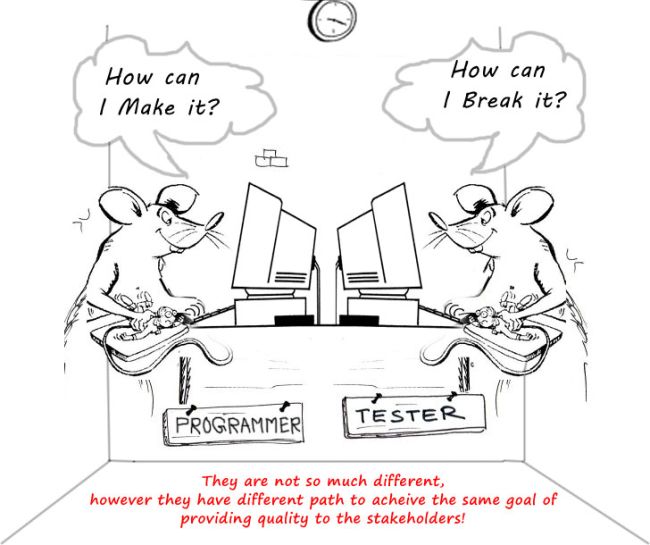 How can
I Make it?
How can
I Break it?
PROGRAMMER
TESTER
They are not so much different,
however they have different path to acheive the same goal of
providing quality to the stakeholders!